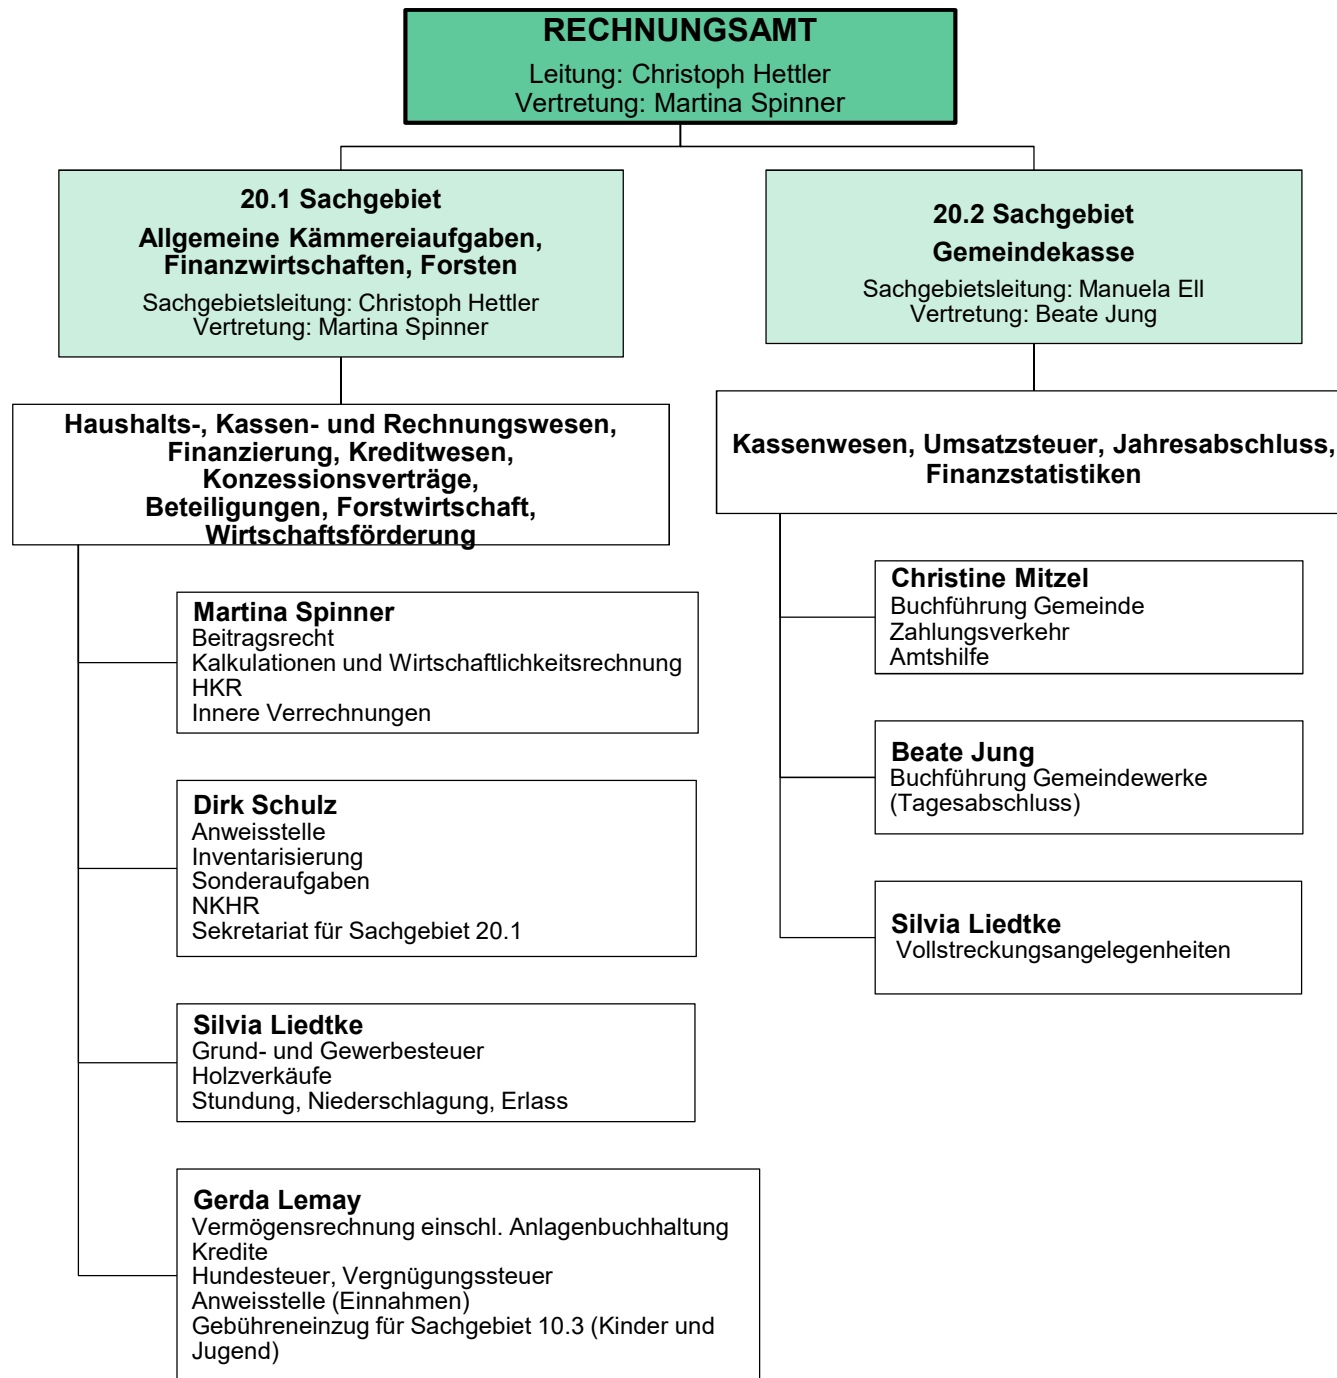 RECHNUNGSAMT
Leitung: Christoph Hettler
Vertretung: Martina Spinner
20.1 Sachgebiet
Allgemeine Kämmereiaufgaben,
Finanzwirtschaften, Forsten
Sachgebietsleitung: Christoph Hettler
Vertretung: Martina Spinner
Haushalts-, Kassen- und Rechnungswesen,
Finanzierung, Kreditwesen,
Konzessionsverträge,
Beteiligungen, Forstwirtschaft,
Wirtschaftsförderung
Martina Spinner
Beitragsrecht
Kalkulationen und Wirtschaftlichkeitsrechnung
HKR
Innere Verrechnungen
Dirk Schulz
Anweisstelle
Inventarisierung
Sonderaufgaben
NKHR
Sekretariat für Sachgebiet 20.1
Silvia Liedtke
Grund- und Gewerbesteuer
Holzverkäufe
Stundung, Niederschlagung, Erlass
Gerda Lemay
Vermögensrechnung einschl. Anlagenbuchhaltung
Kredite
Hundesteuer, Vergnügungssteuer
Anweisstelle (Einnahmen)
Gebühreneinzug für Sachgebiet 10.3 (Kinder und
Jugend)
20.2 Sachgebiet
Gemeindekasse
Sachgebietsleitung: Manuela Ell
Vertretung: Beate Jung
Kassenwesen, Umsatzsteuer, Jahresabschluss,
Finanzstatistiken
Christine Mitzel
Buchführung Gemeinde
Zahlungsverkehr
Amtshilfe
Beate Jung
Buchführung Gemeindewerke
(Tagesabschluss)
Silvia Liedtke
Vollstreckungsangelegenheiten